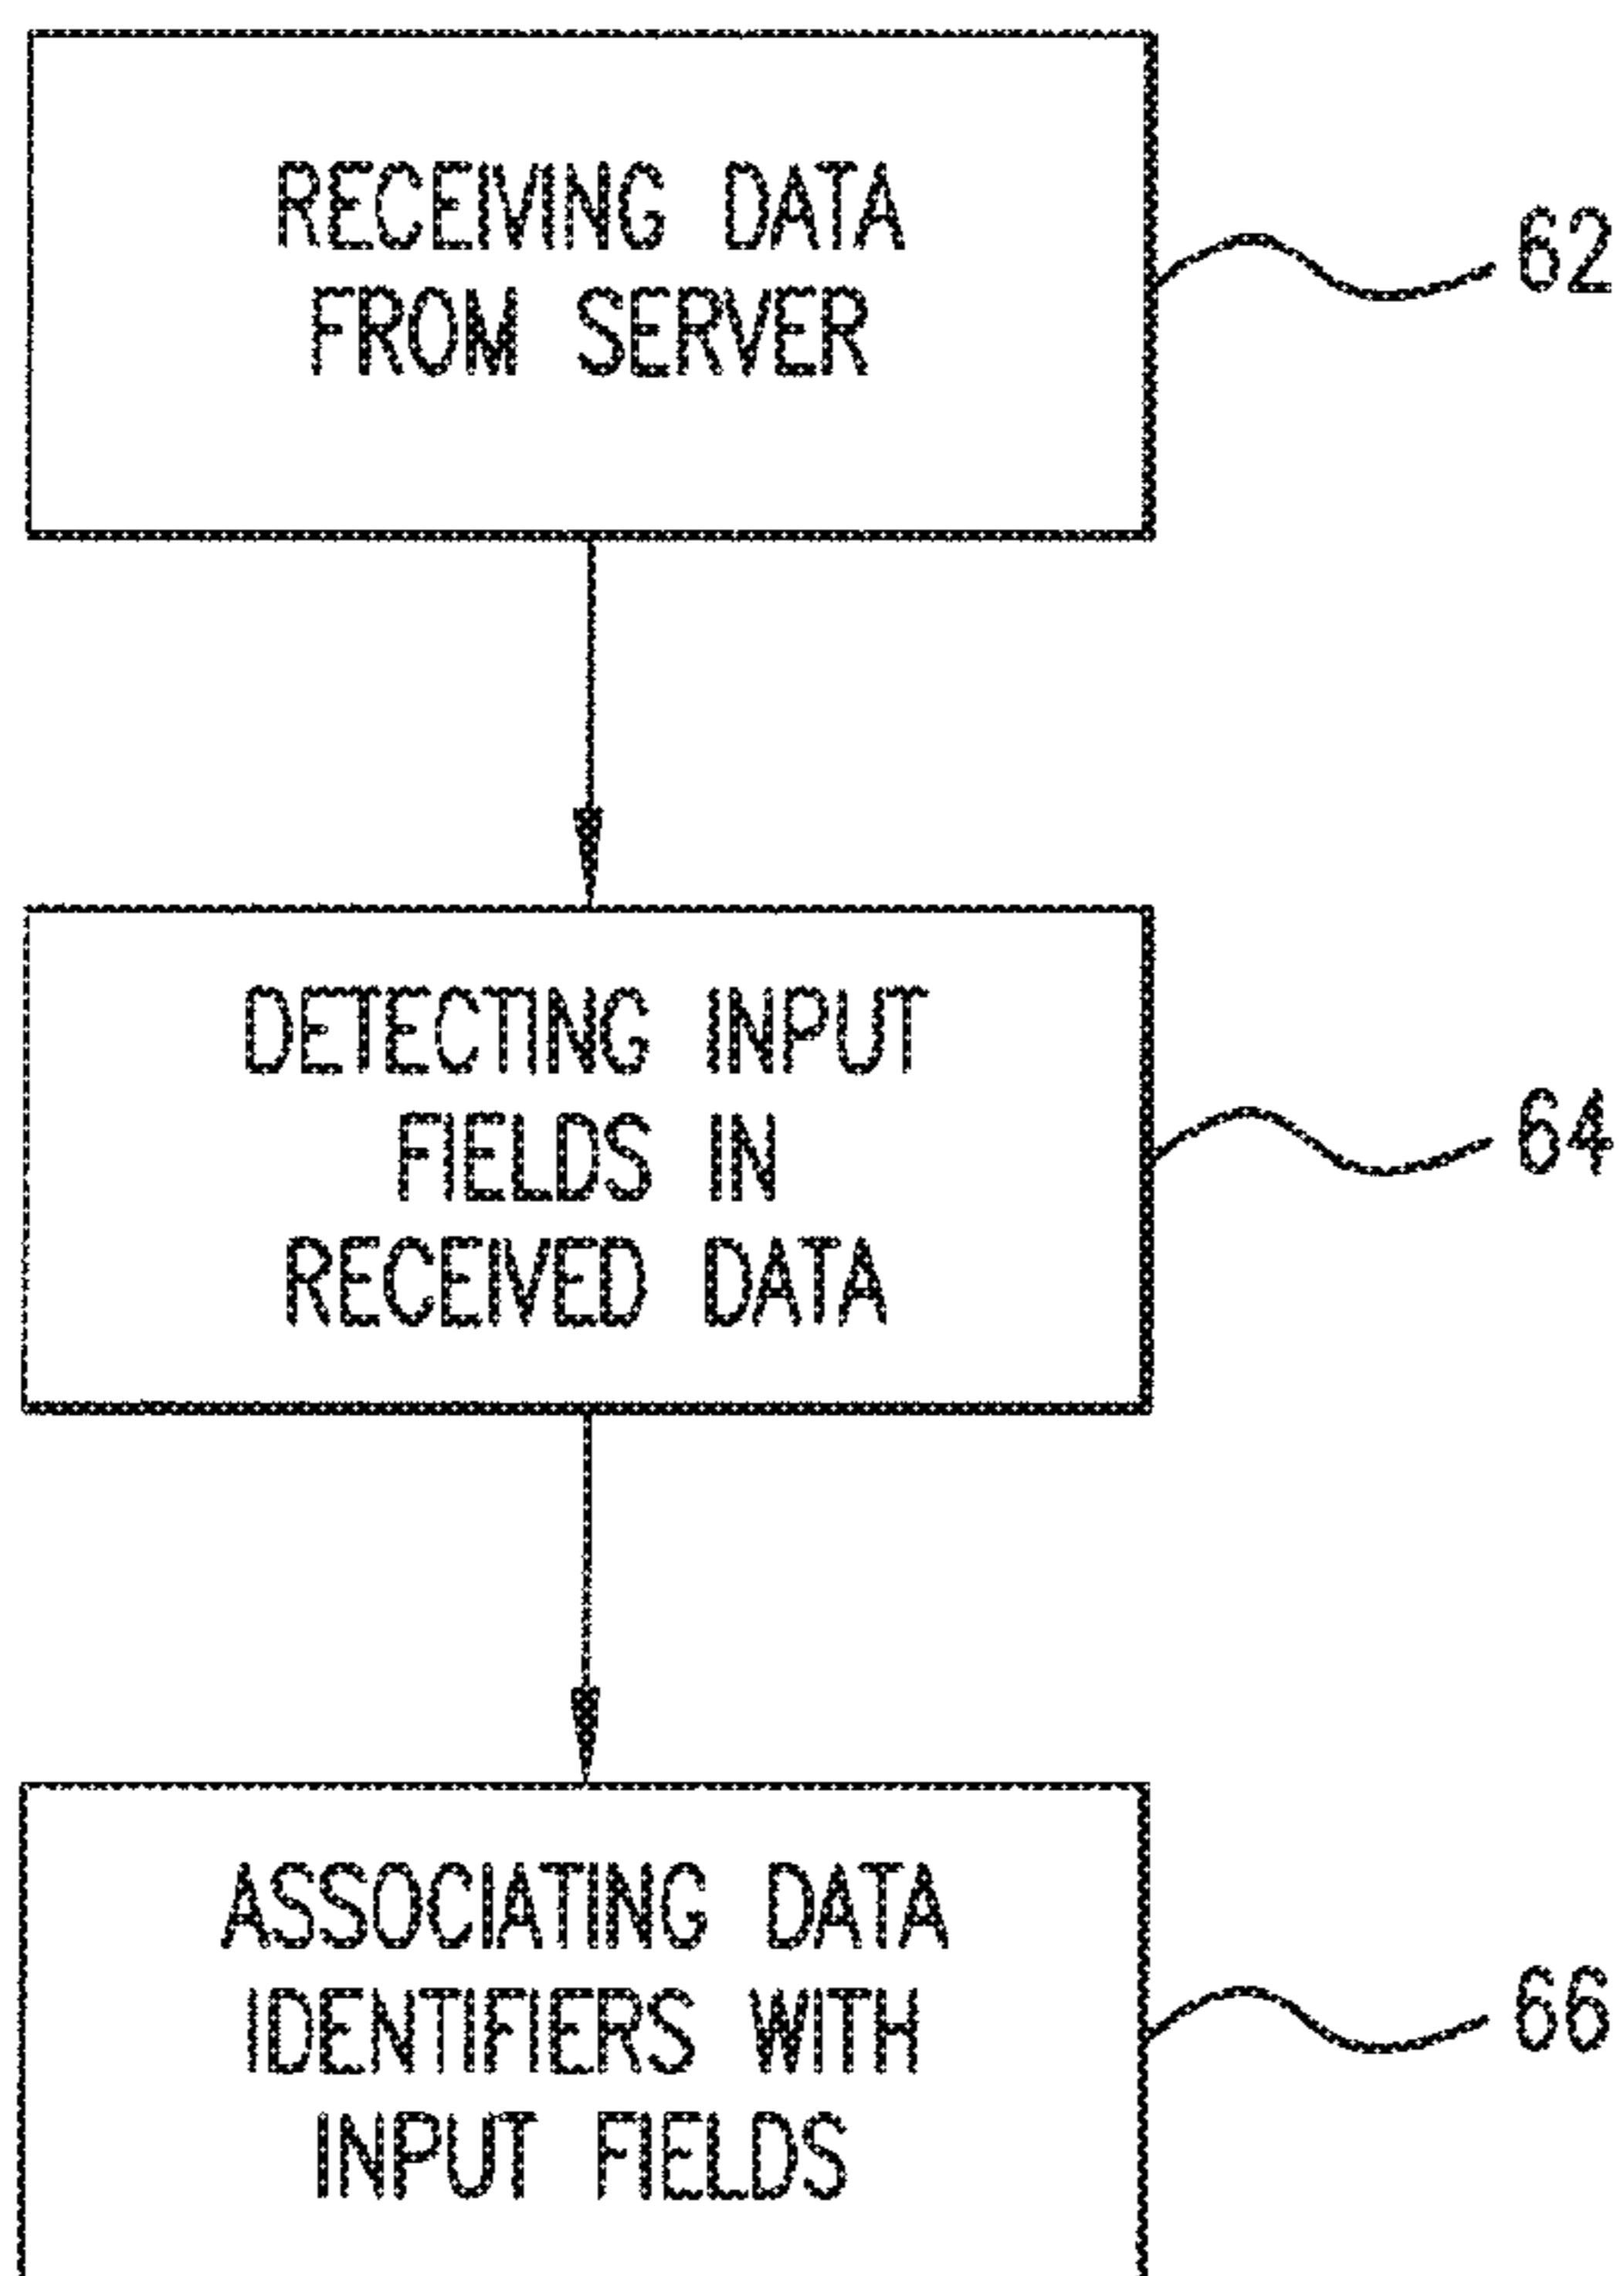 RECEIVING DATA
FROM SERVER
62
DETECTING INPUT
FIELDS IN
RECEIVED DATA
64
ASSOCIATING DATA
IDENTIFIERS WITH
INPUT FIELDS
66